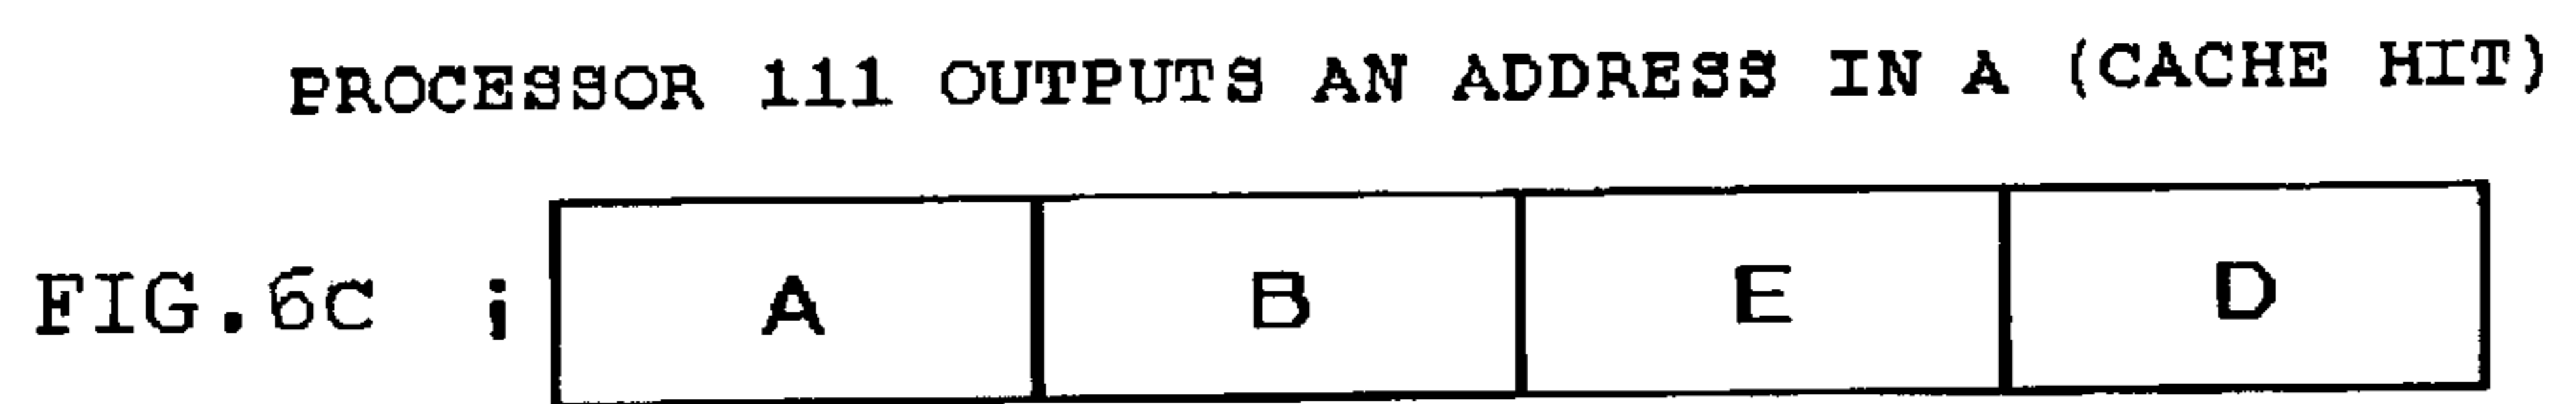 PROCESSOR 111 OUTPUTS AN ADDRESS IN A (CACHE HIT)
FIG.6C ; A B E D